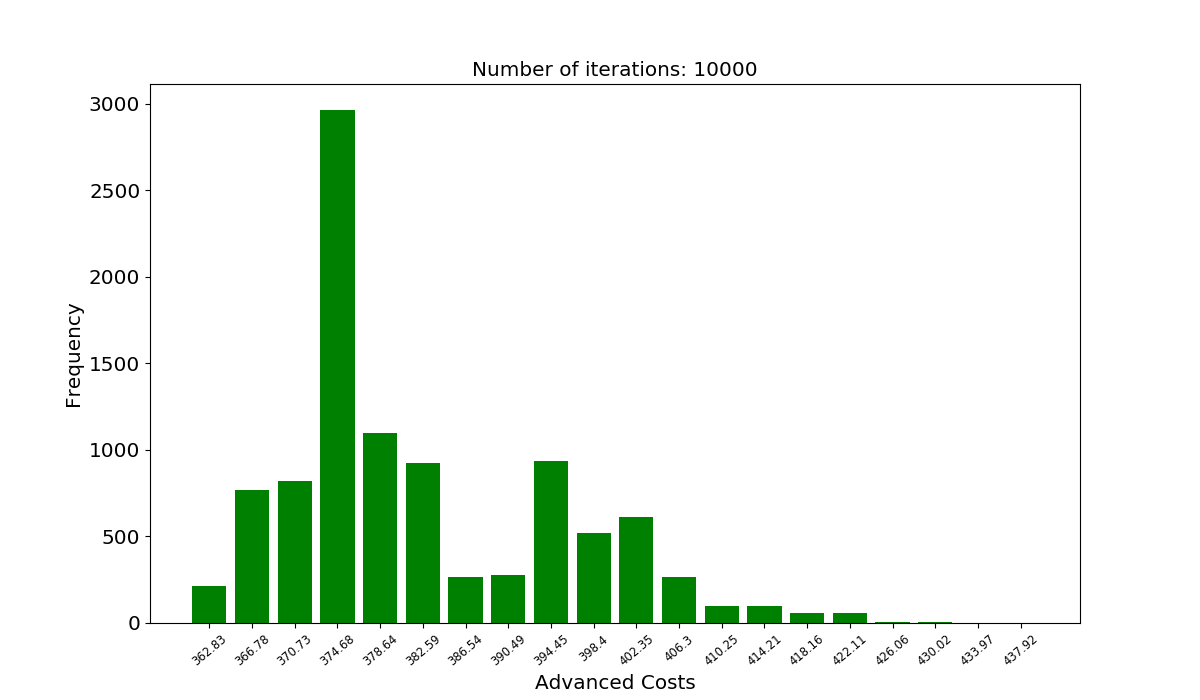 Number of iterations: 10000
3000
2500
2000
1500
1000
500
0
Frequency
362.83 366.78 370.73 374.68 378.64 382.59 386.54 390.49 394.45 398.4 402.35 406.3 410.25 414.21 418.16 422.11 426.06 430.02 433.97 437.92
Advanced Costs